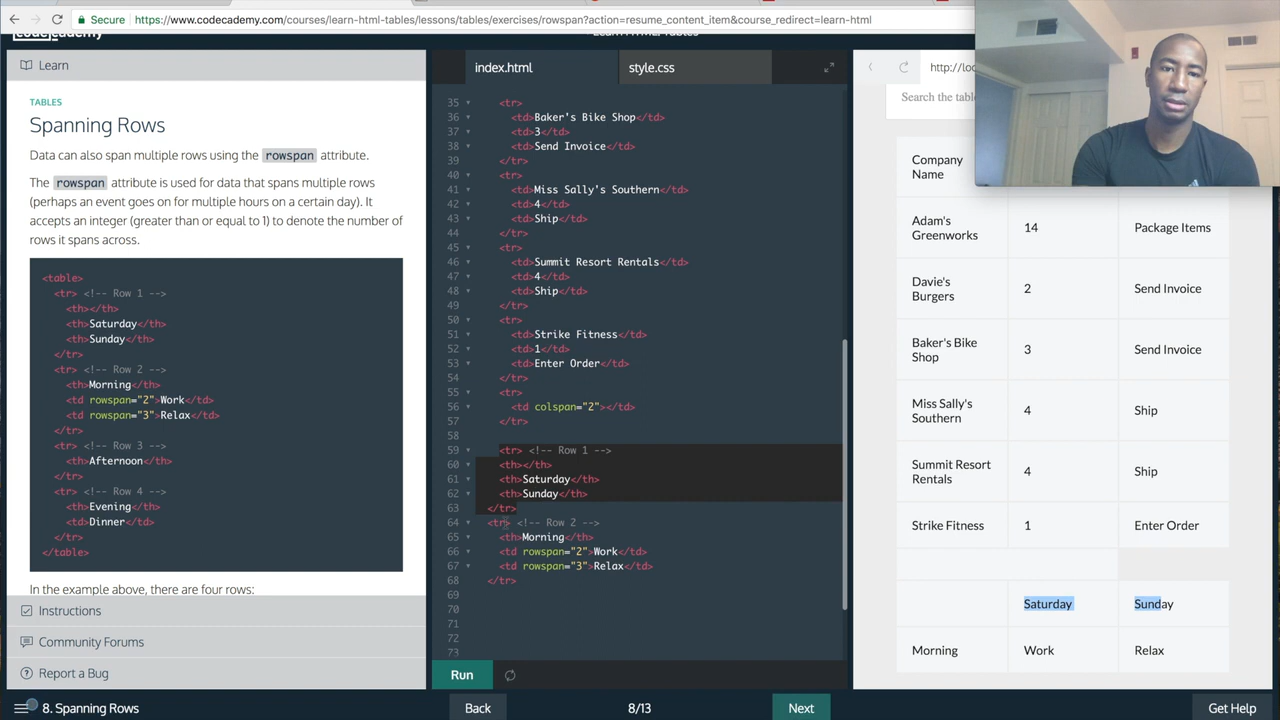 Secure
https://www.codecademy.com/courses/learn-html-tables/lessons/tables/exercises/rowspan?action=resume_content_item&course_redirect=learn-html
Learn
TABLES
Spanning Rows
Data can also span multiple rows using the rowspan attribute.
The rowspan attribute is used for data that spans multiple rows
(perhaps an event goes on for multiple hours on a certain day). It
accepts an integer (greater than or equal to 1) to denote the number of
rows it spans across.
<table>
<tr> <!-- Row 1 -->
<th></th>
<th>Saturday</th>
<th>Sunday</th>
</tr>
<tr> <!-- Row 2 -->
<th>Morning</th>
<td rowspan="2">Work</td>
<td rowspan="3">Relax</td>
</tr>
<tr> <!-- Row 3 -->
<th>Afternoon</th>
</tr>
<tr> <!-- Row 4 -->
<th>Evening</th>
<td>Dinner</td>
</tr>
</table>
In the example above, there are four rows:
Instructions
Community Forums
Report a Bug
8. Spanning Rows
index.html
style.css
35 <tr>
36 <td>Baker's Bike Shop</td>
37 <td>3</td>
38 <td>Send Invoice</td>
39 </tr>
40 <tr>
41 <td>Miss Sally's Southern</td>
42 <td>4</td>
43 <td>Ship</td>
44 </tr>
45 <tr>
46 <td>Summit Resort Rentals</td>
47 <td>4</td>
48 <td>Ship</td>
49 </tr>
50 <tr>
51 <td>Strike Fitness</td>
52 <td>1</td>
53 <td>Enter Order</td>
54 </tr>
55 <tr>
56 <td colspan="2"></td>
57 </tr>
58
59 <tr> <!-- Row 1 -->
60 <th></th>
61 <th>Saturday</th>
62 <th>Sunday</th>
63 </tr>
64 <tr> <!-- Row 2 -->
65 <th>Morning</th>
66 <td rowspan="2">Work</td>
67 <td rowspan="3">Relax</td>
68 </tr>
69
70
71
72
73
Run
Back
8/13
Next
Get Help
Search the
Company
Name
Adam's
Greenworks
14
Package Items
Davie's
Burgers
2
Send Invoice
Baker's Bike
Shop
3
Send Invoice
Miss Sally's
Southern
4
Ship
Summit Resort
Rentals
4
Ship
Strike Fitness
1
Enter Order
Saturday
Sunday
Morning
Work
Relax